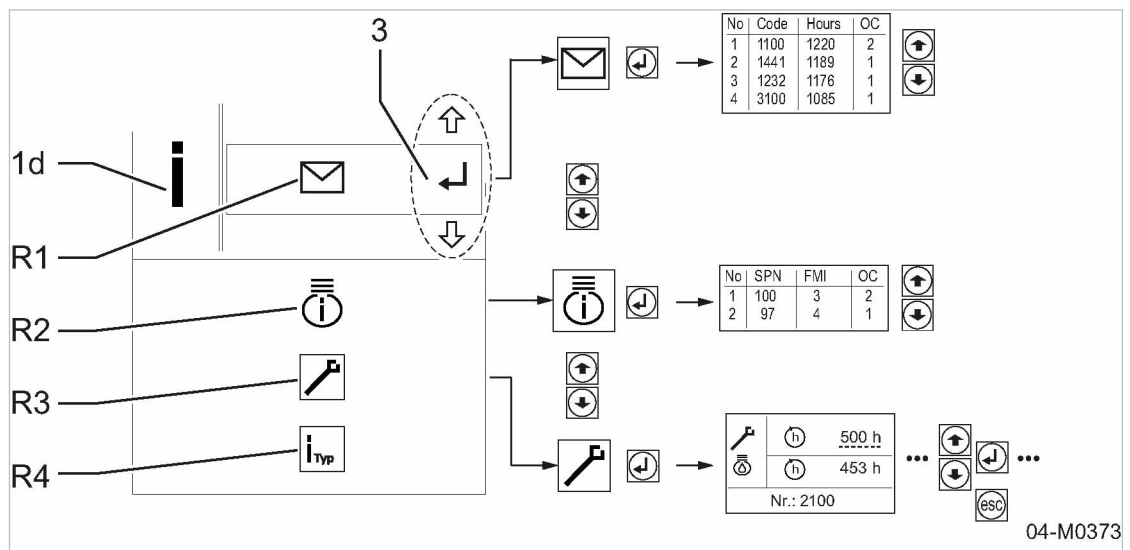 3
No Code Hours OC
1 1100 1220 2
2 1441 1189 1
3 1232 1176 1
4 3100 1085 1
1d
i
R1
R2
i
i
No SPN FMI OC
1 100 3 2
2 97 4 1
R3
R4
i Typ
h 500 h
h 453 h
Nr.: 2100
...
...
esc
04-M0373